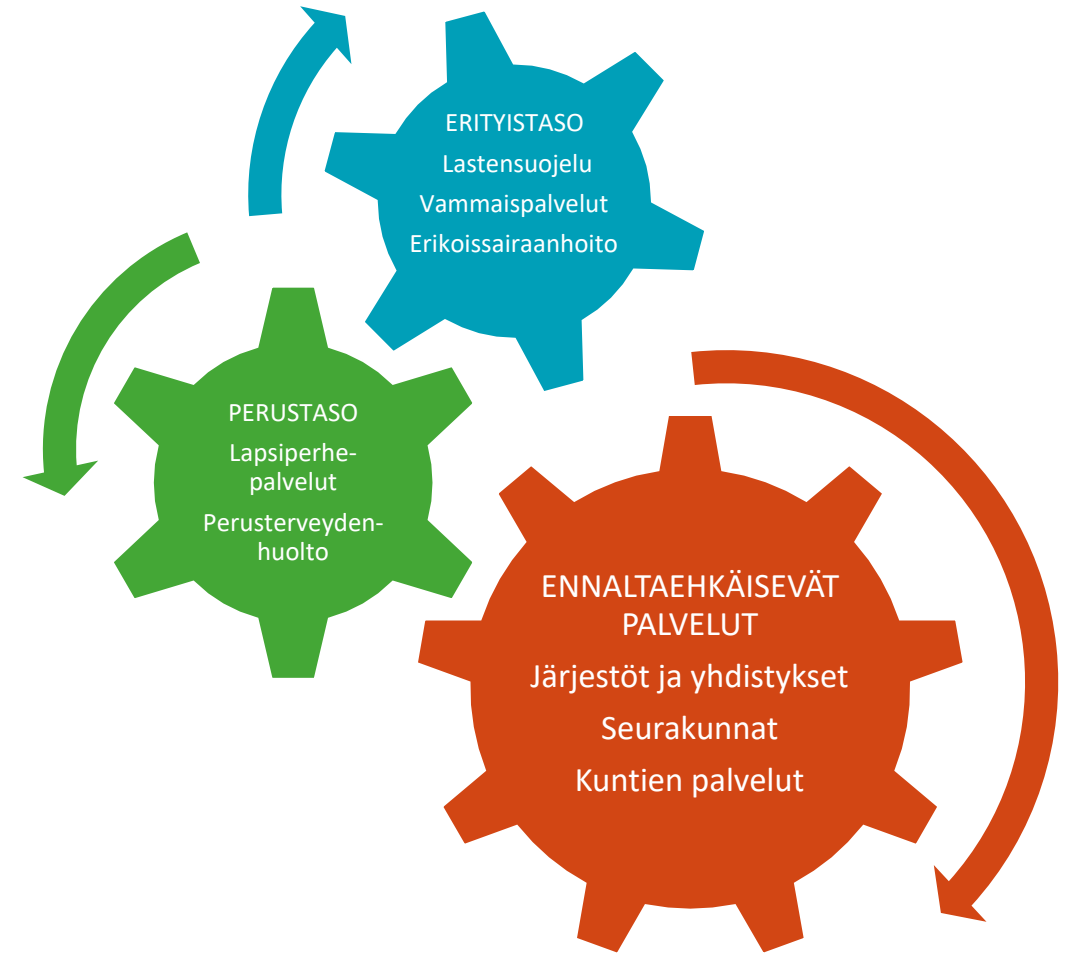 ERITYISTASO
Lastensuojelu
Vammaispalvelut
Erikoissairaanhoito
PERUSTASO
Lapsiperhe-
palvelut
Perusterveyden-
huolto
ENNALTAEHKÄISEVÄT
PALVELUT
Järjestöt ja yhdistykset
Seurakunnat
Kuntien palvelut